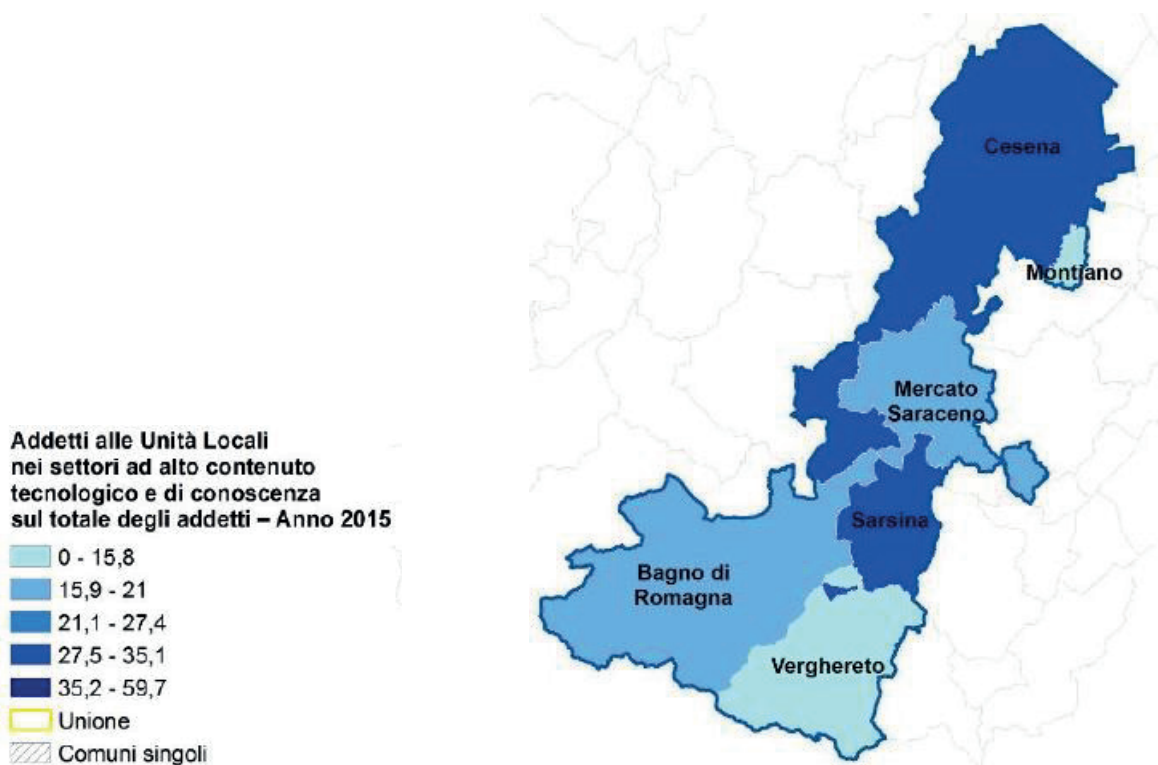 Cesena
Montiano
Mercato
Saraceno
Sarsina
Bagno di
Romagna
Verghereto
Addetti alle Unità Locali
nei settori ad alto contenuto
tecnologico e di conoscenza
sul totale degli addetti – Anno 2015
0 - 15,8
15,9 - 21
21,1 - 27,4
27,5 - 35,1
35,2 - 59,7
Unione
Comuni singoli